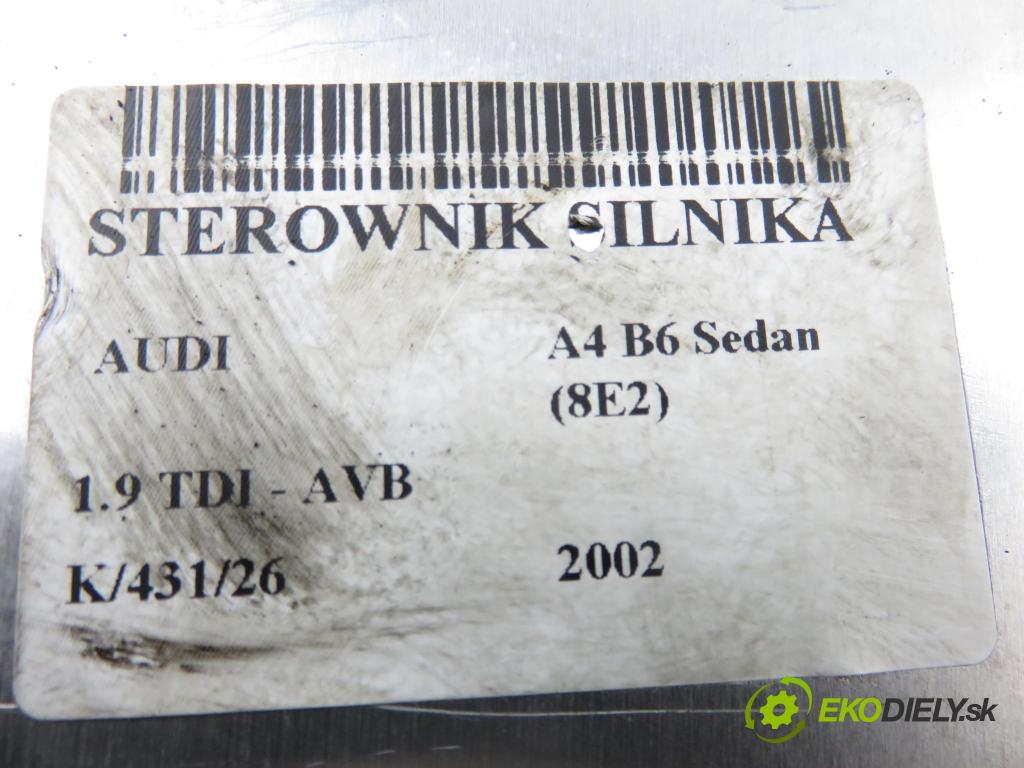 STEROWNIK SILNIKA
AUDI
A4 B6 Sedan
(8E2)
1.9 TDI - AVB
K/431/26
2002
EKODIELY.sk